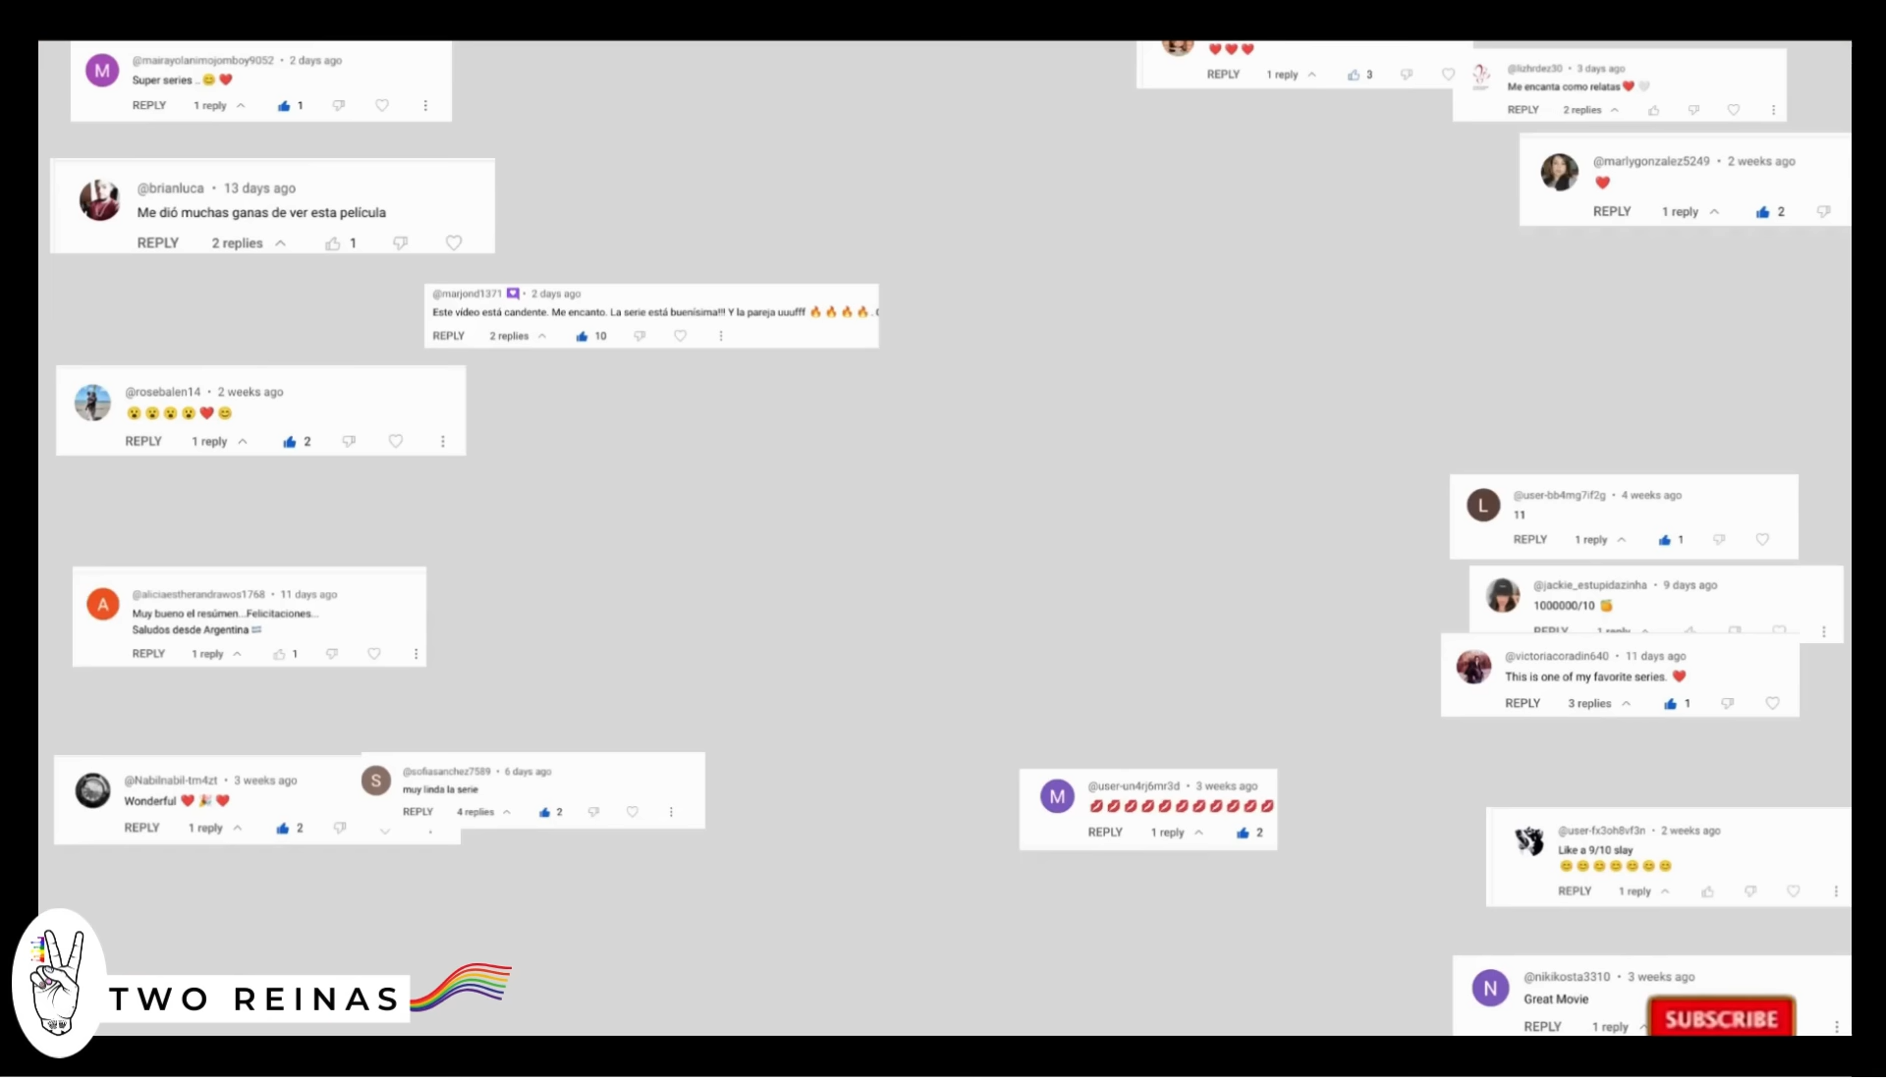 M
@mairayolanimojomboy9052 • 2 days ago
Super series .. 😊 ❤️
REPLY 1 reply 1
❤️ ❤️ ❤️
REPLY 1 reply 3
@lizhrdez30 • 3 days ago
Me encanta como relatas ❤️ 🤍
REPLY 2 replies
@marlygonzalez5249 • 2 weeks ago
❤️
REPLY 1 reply 2
@brianluca • 13 days ago
Me dió muchas ganas de ver esta película
REPLY 2 replies 1
@marjond1371 • 2 days ago
Este vídeo está candente. Me encanto. La serie está buenísima!!! Y la pareja uuufff 🔥 🔥 🔥 🔥 .
REPLY 2 replies 10
@rosebalen14 • 2 weeks ago
😮 😮 😮 😮 ❤️ 😊
REPLY 1 reply 2
L
@user-bb4mg7if2g • 4 weeks ago
11
REPLY 1 reply 1
A
@aliciaestherandrawos1768 • 11 days ago
Muy bueno el resúmen...Felicitaciones...
Saludos desde Argentina 🇦🇷
REPLY 1 reply 1
@jackie_estupidazinha • 9 days ago
1000000/10 🍊
REPLY 1 reply
@victoriacoradin640 • 11 days ago
This is one of my favorite series. ❤️
REPLY 3 replies 1
@Nabilnabil-tm4zt • 3 weeks ago
Wonderful ❤️ 🎉 ❤️
REPLY 1 reply 2
S
@sofiasanchez7589 • 6 days ago
muy linda la serie
REPLY 4 replies 2
M
@user-un4rj6mr3d • 3 weeks ago
💋 💋 💋 💋 💋 💋 💋 💋 💋 💋 💋
REPLY 1 reply 2
@user-fx3oh8vf3n • 2 weeks ago
Like a 9/10 slay
😊 😊 😊 😊 😊 😊 😊
REPLY 1 reply
N
@nikikosta3310 • 3 weeks ago
Great Movie
REPLY 1 reply
TWO REINAS
SUBSCRIBE